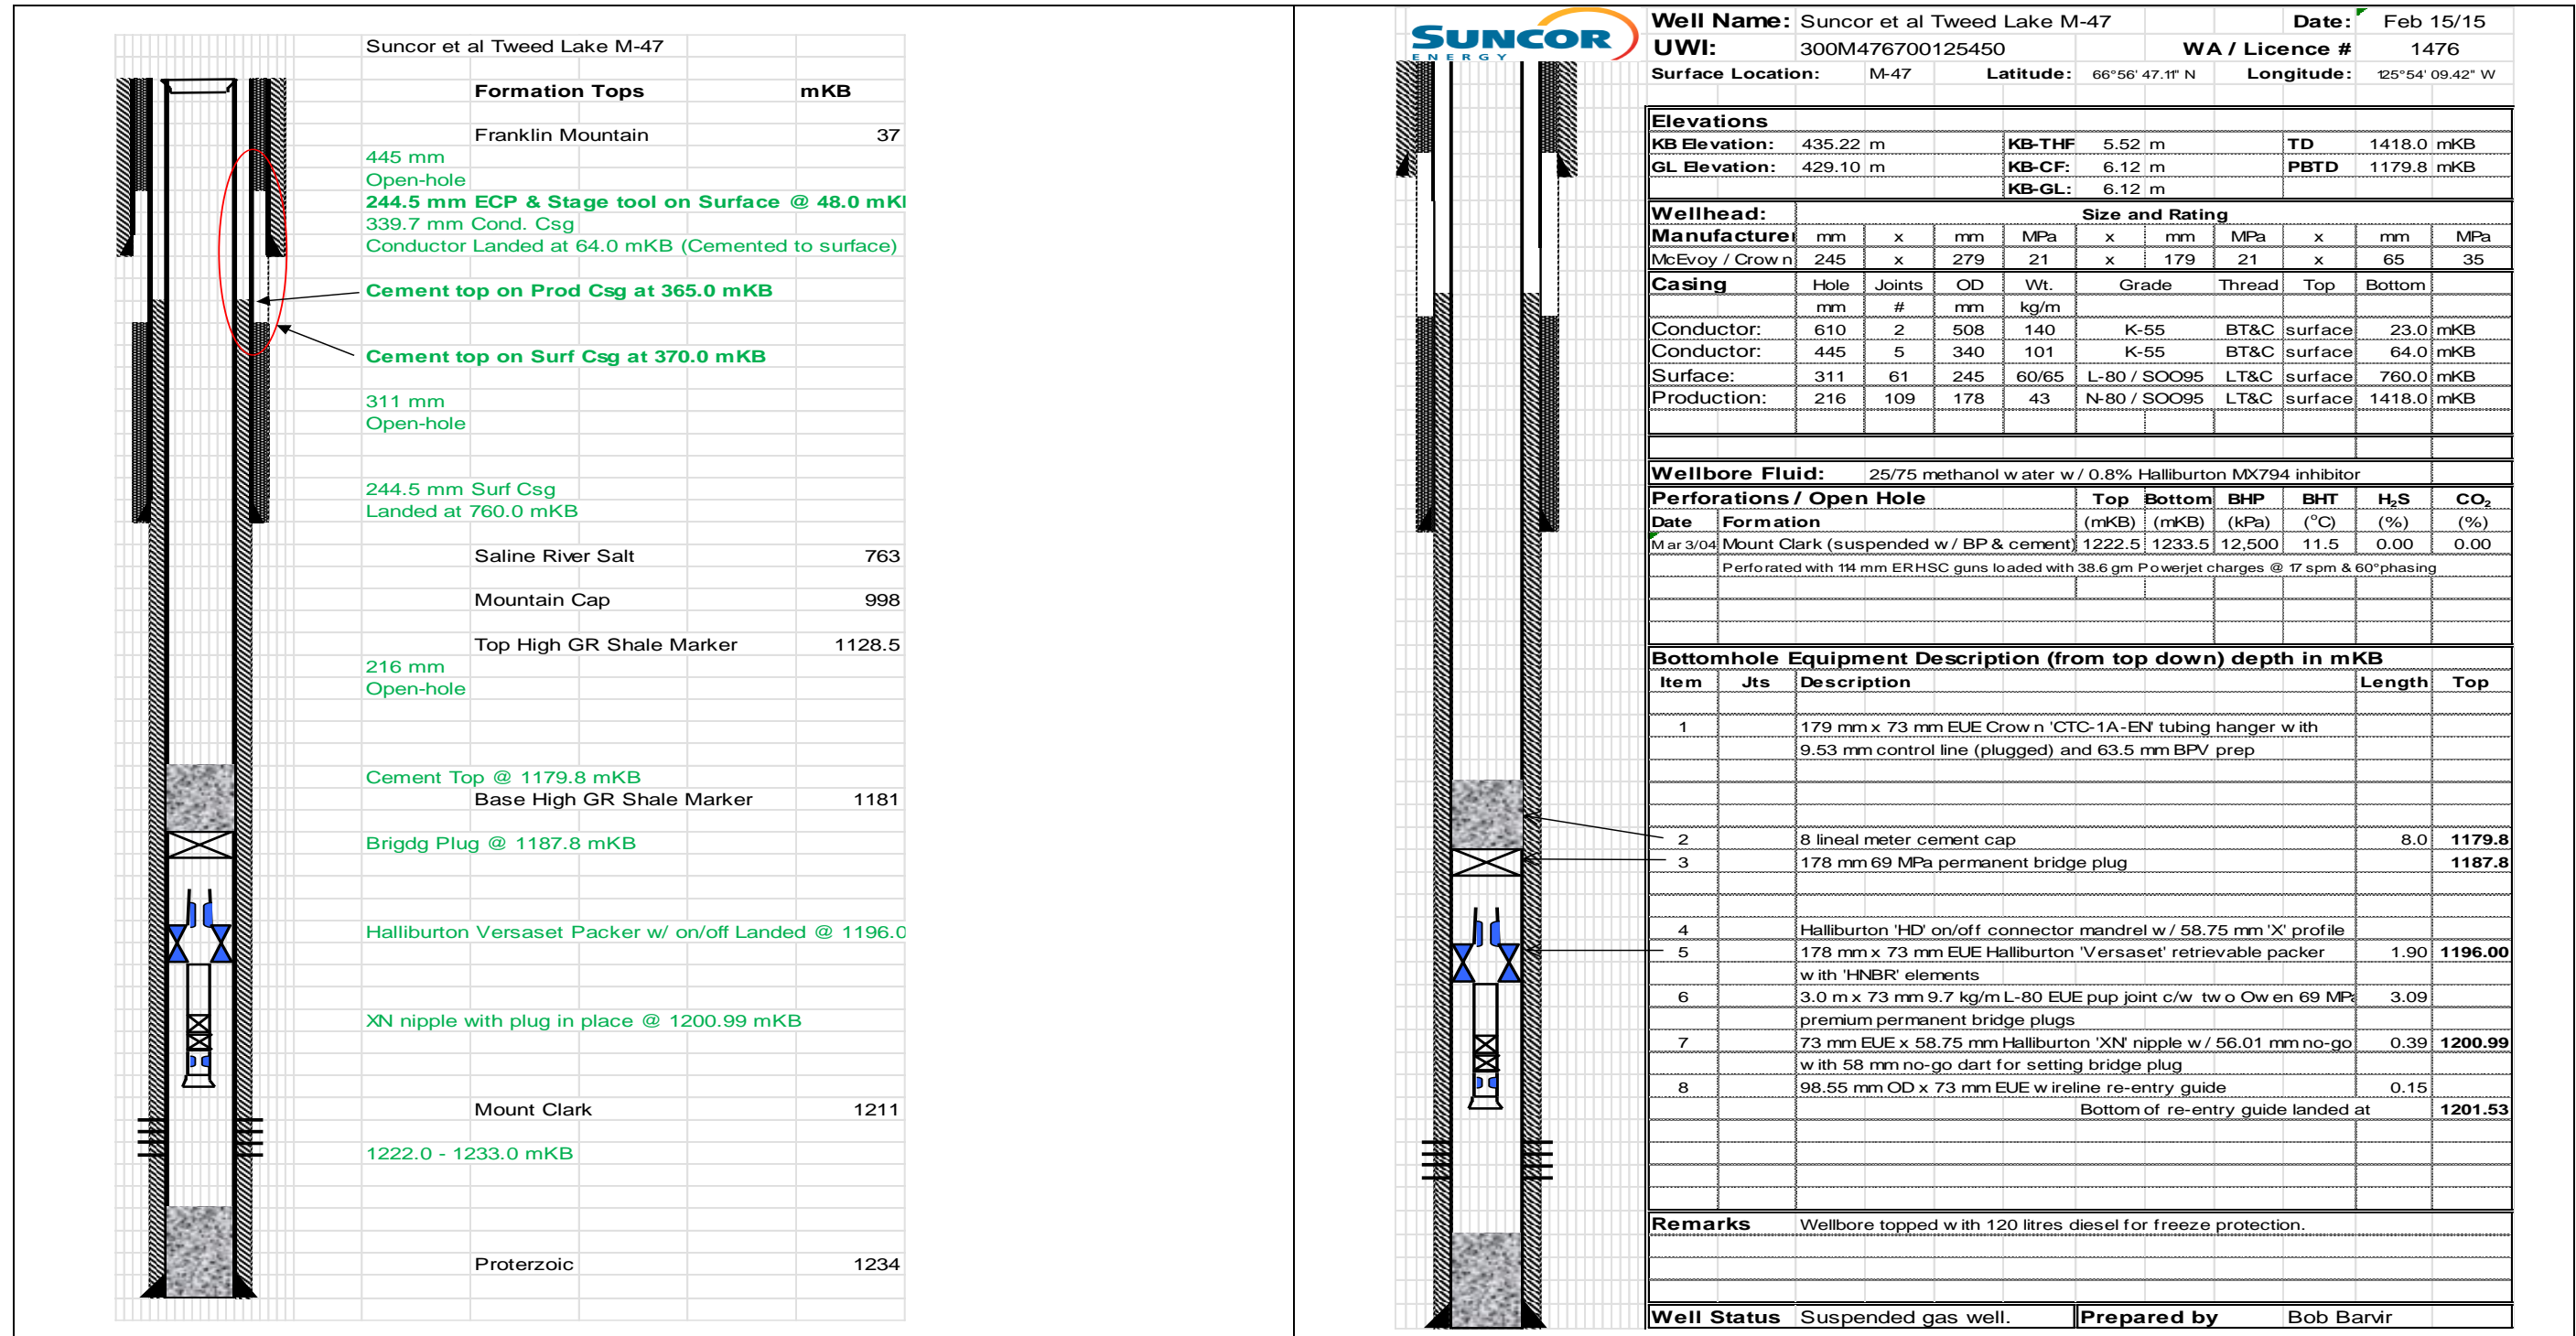 Suncor et al Tweed Lake M-47
Formation Tops mKB
Franklin Mountain 37
445 mm
Open-hole
244.5 mm ECP & Stage tool on Surface @ 48.0 mK
339.7 mm Cond. Csg
Conductor Landed at 64.0 mKB (Cemented to surface)
Cement top on Prod Csg at 365.0 mKB
Cement top on Surf Csg at 370.0 mKB
311 mm
Open-hole
244.5 mm Surf Csg
Landed at 760.0 mKB
Saline River Salt 763
Mountain Cap 998
Top High GR Shale Marker 1128.5
216 mm
Open-hole
Cement Top @ 1179.8 mKB
Base High GR Shale Marker 1181
Brigdg Plug @ 1187.8 mKB
Halliburton Versaset Packer w/ on/off Landed @ 1196.0
XN nipple with plug in place @ 1200.99 mKB
Mount Clark 1211
1222.0 - 1233.0 mKB
Proterzoic 1234
SUNCOR
ENERGY
Well Name: Suncor et al Tweed Lake M-47 Date: Feb 15/15
UWI: 300M476700125450 WA / Licence # 1476
Surface Location: M-47 Latitude: 66°56' 47.11" N Longitude: 125°54' 09.42" W
Elevations
KB Elevation: 435.22 m KB-THF 5.52 m TD 1418.0 mKB
GL Elevation: 429.10 m KB-CF: 6.12 m PBTD 1179.8 mKB
KB-GL: 6.12 m
Wellhead: Size and Rating
Manufacturer mm x mm MPa x mm MPa x mm MPa
McEvoy / Crown 245 x 279 21 x 179 21 x 65 35
Casing Hole Joints OD Wt. Grade Thread Top Bottom
mm # mm kg/m
Conductor: 610 2 508 140 K-55 BT&C surface 23.0 mKB
Conductor: 445 5 340 101 K-55 BT&C surface 64.0 mKB
Surface: 311 61 245 60/65 L-80 / SOO95 LT&C surface 760.0 mKB
Production: 216 109 178 43 N-80 / SOO95 LT&C surface 1418.0 mKB
Wellbore Fluid: 25/75 methanol water w/ 0.8% Halliburton MX794 inhibitor
Perforations / Open Hole Top Bottom BHP BHT H₂S CO₂
Date Formation (mKB) (mKB) (kPa) (°C) (%) (%)
Mar 3/04 Mount Clark (suspended w/ BP & cement) 1222.5 1233.5 12,500 11.5 0.00 0.00
Perforated with 114 mm ERHSC guns loaded with 38.6 gm Powerjet charges @ 17 spm & 60°phasing
Bottomhole Equipment Description (from top down) depth in mKB
Item Jts Description Length Top
1 179 mm x 73 mm EUE Crown 'CTC-1A-EN' tubing hanger with
9.53 mm control line (plugged) and 63.5 mm BPV prep
2 8 lineal meter cement cap 8.0 1179.8
3 178 mm 69 MPa permanent bridge plug 1187.8
4 Halliburton 'HD' on/off connector mandrel w/ 58.75 mm 'X' profile
5 178 mm x 73 mm EUE Halliburton 'Versaset' retrievable packer 1.90 1196.00
with 'HNBR' elements
6 3.0 m x 73 mm 9.7 kg/m L-80 EUE pup joint c/w two Owen 69 MPa 3.09
premium permanent bridge plugs
7 73 mm EUE x 58.75 mm Halliburton 'XN' nipple w/ 56.01 mm no-go 0.39 1200.99
with 58 mm no-go dart for setting bridge plug
8 98.55 mm OD x 73 mm EUE wireline re-entry guide 0.15
Bottom of re-entry guide landed at 1201.53
Remarks Wellbore topped with 120 litres diesel for freeze protection.
Well Status Suspended gas well. Prepared by Bob Barvir